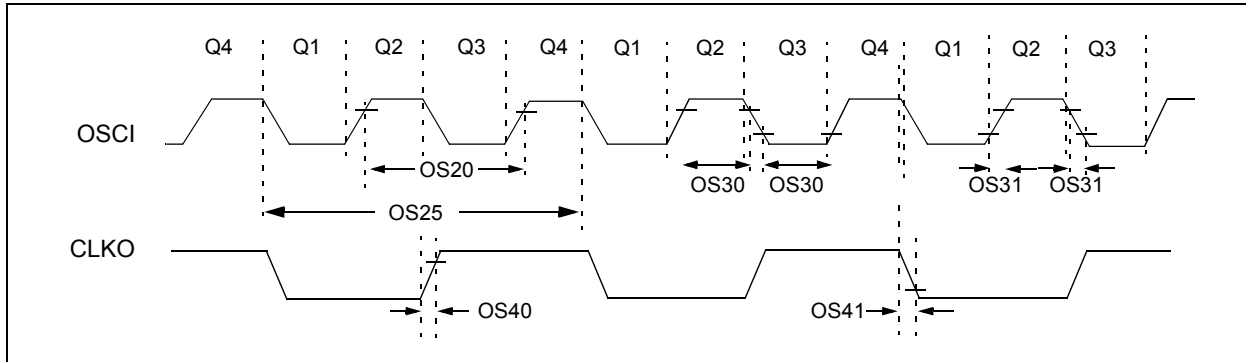 Q4 Q1 Q2 Q3 Q4 Q1 Q2 Q3 Q4 Q1 Q2 Q3
OSCI
OS20 OS30 OS30 OS31 OS31
OS25
CLKO
OS40 OS41